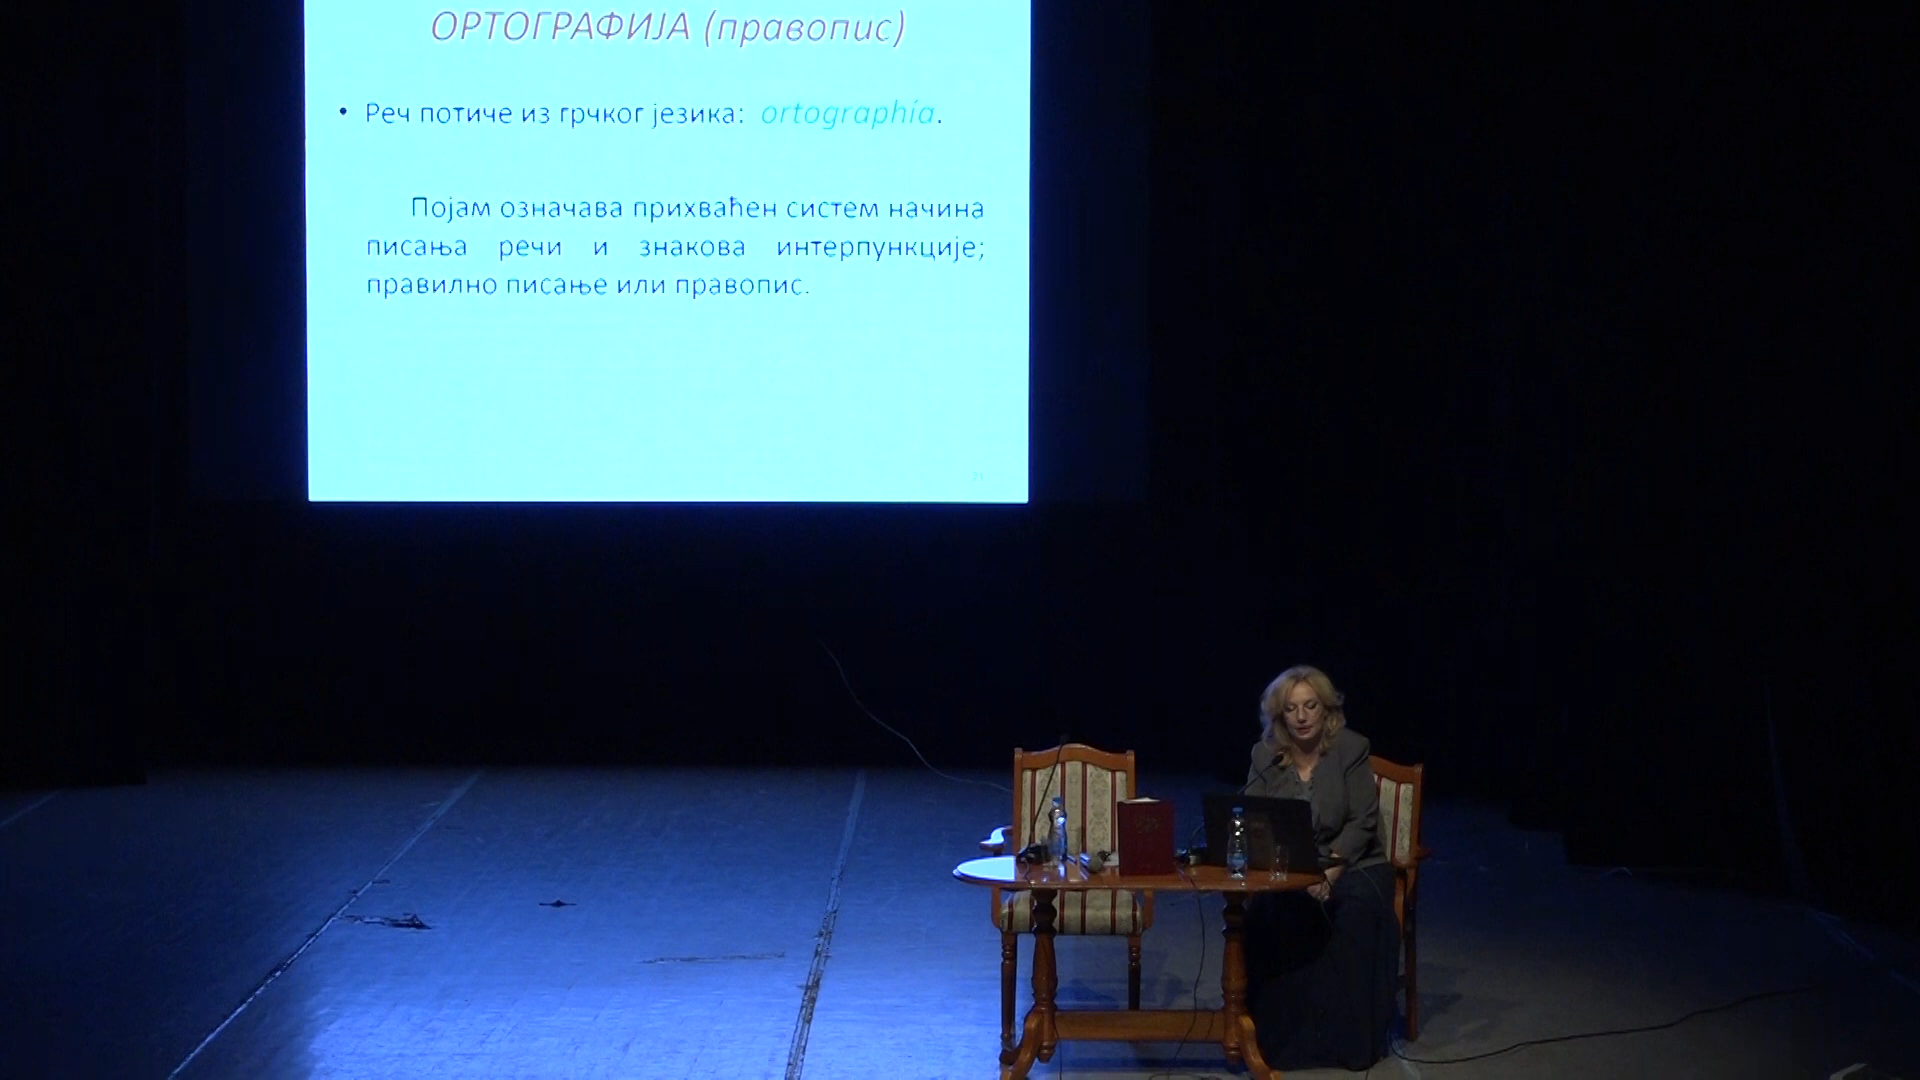 ОРТОГРАФИЈА (правопис)
• Реч потиче из грчког језика: ortographía.
Појам означава прихваћен систем начина
писања речи и знакова интерпункције;
правилно писање или правопис.